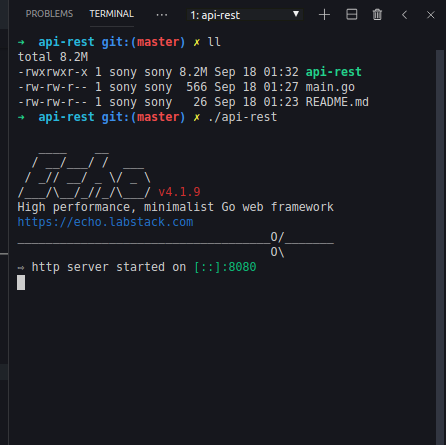 PROBLEMS TERMINAL ... 1: api-rest
→ api-rest git:(master) ✗ ll
total 8.2M
-rwxrwxr-x 1 sony sony 8.2M Sep 18 01:32 api-rest
-rw-rw-r-- 1 sony sony  566 Sep 18 01:27 main.go
-rw-rw-r-- 1 sony sony   26 Sep 18 01:23 README.md
→ api-rest git:(master) ✗ ./api-rest
   ____    __
  / __/___/ /  ___
 / _// __/ _ \/ _ \
/___/\__/_//_/\___/ v4.1.9
High performance, minimalist Go web framework
https://echo.labstack.com
____________________________________O/_______
                                    O\
⇨ http server started on [::]:8080